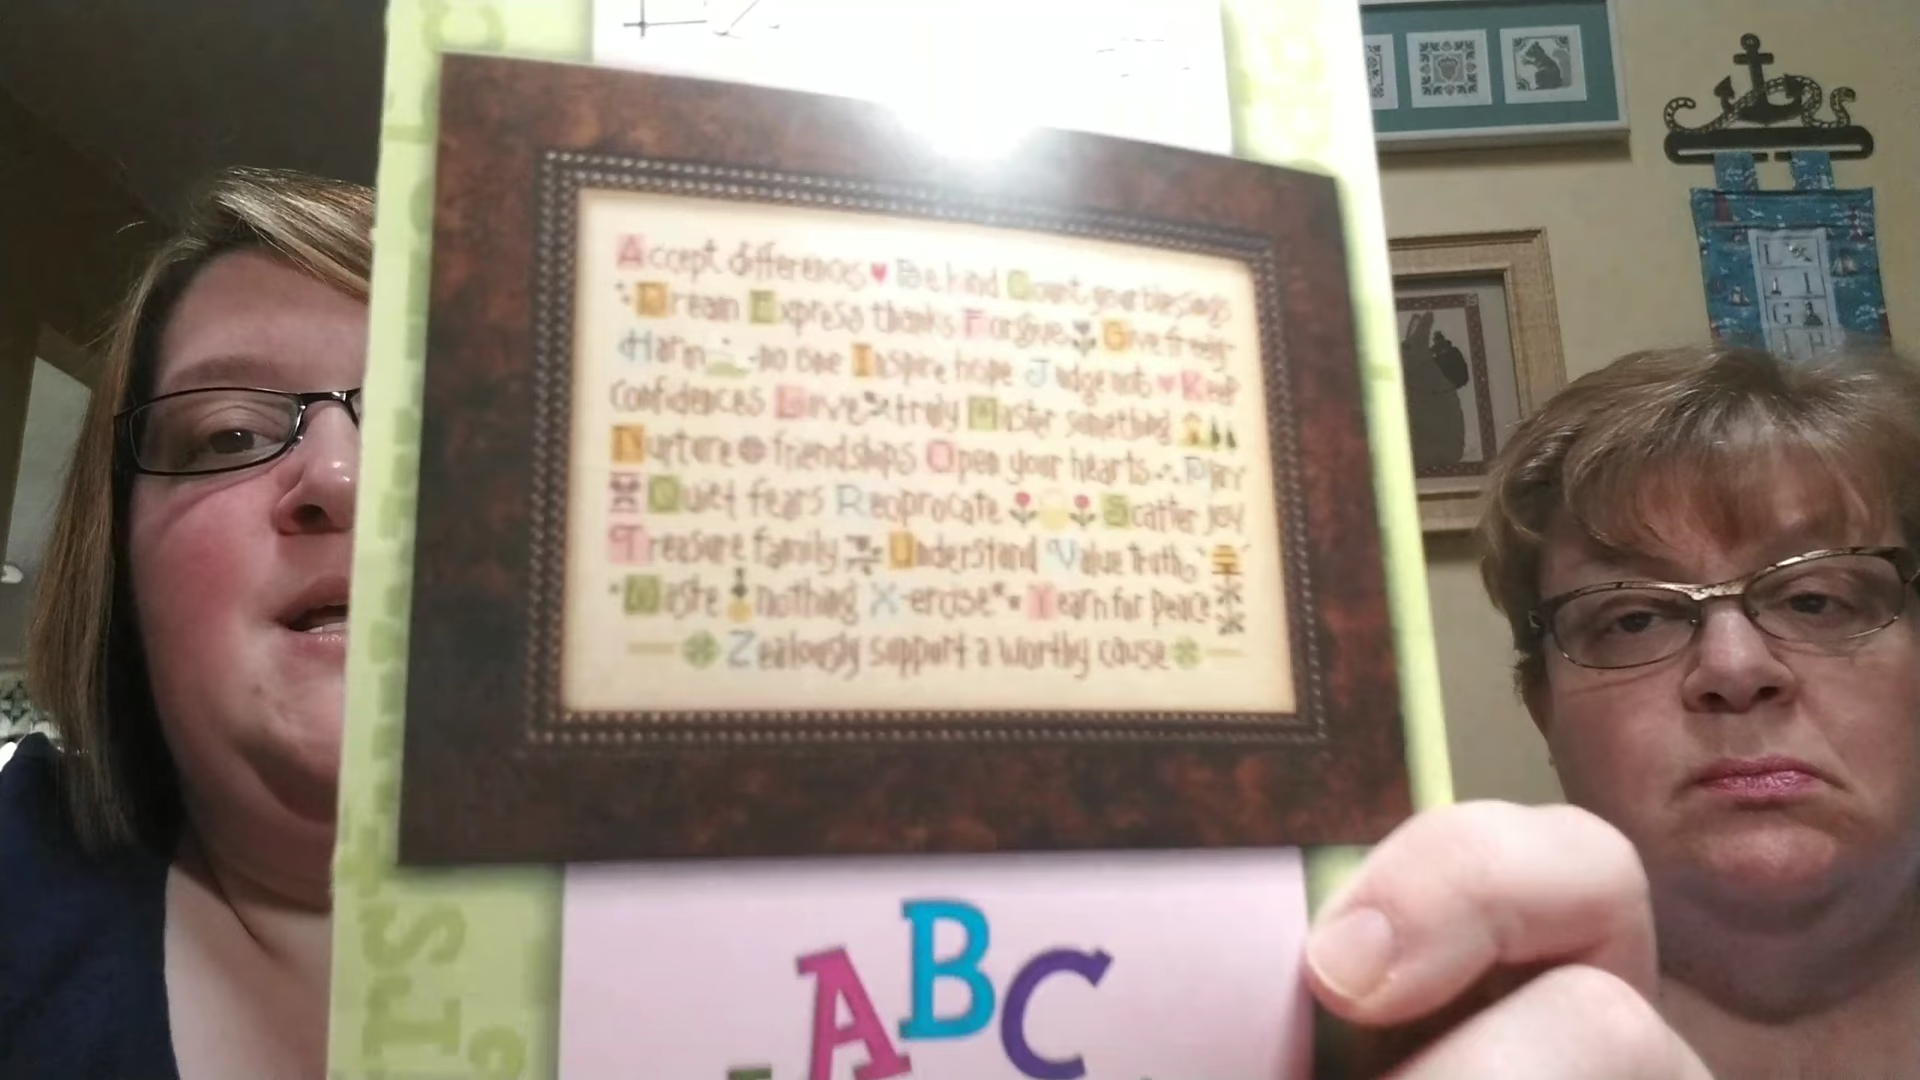 Accept differences Be kind Count your blessings
Dream Express thanks Forgive Give freely
Harm no one Inspire hope Judge not Keep
confidences Love truly Master something
Nurture friendships Open your hearts Play
Quiet fears Reciprocate Scatter joy
Treasure family Understand Value truth
Waste nothing X-ercise Yearn for peace
Zealously support a worthy cause
ABC